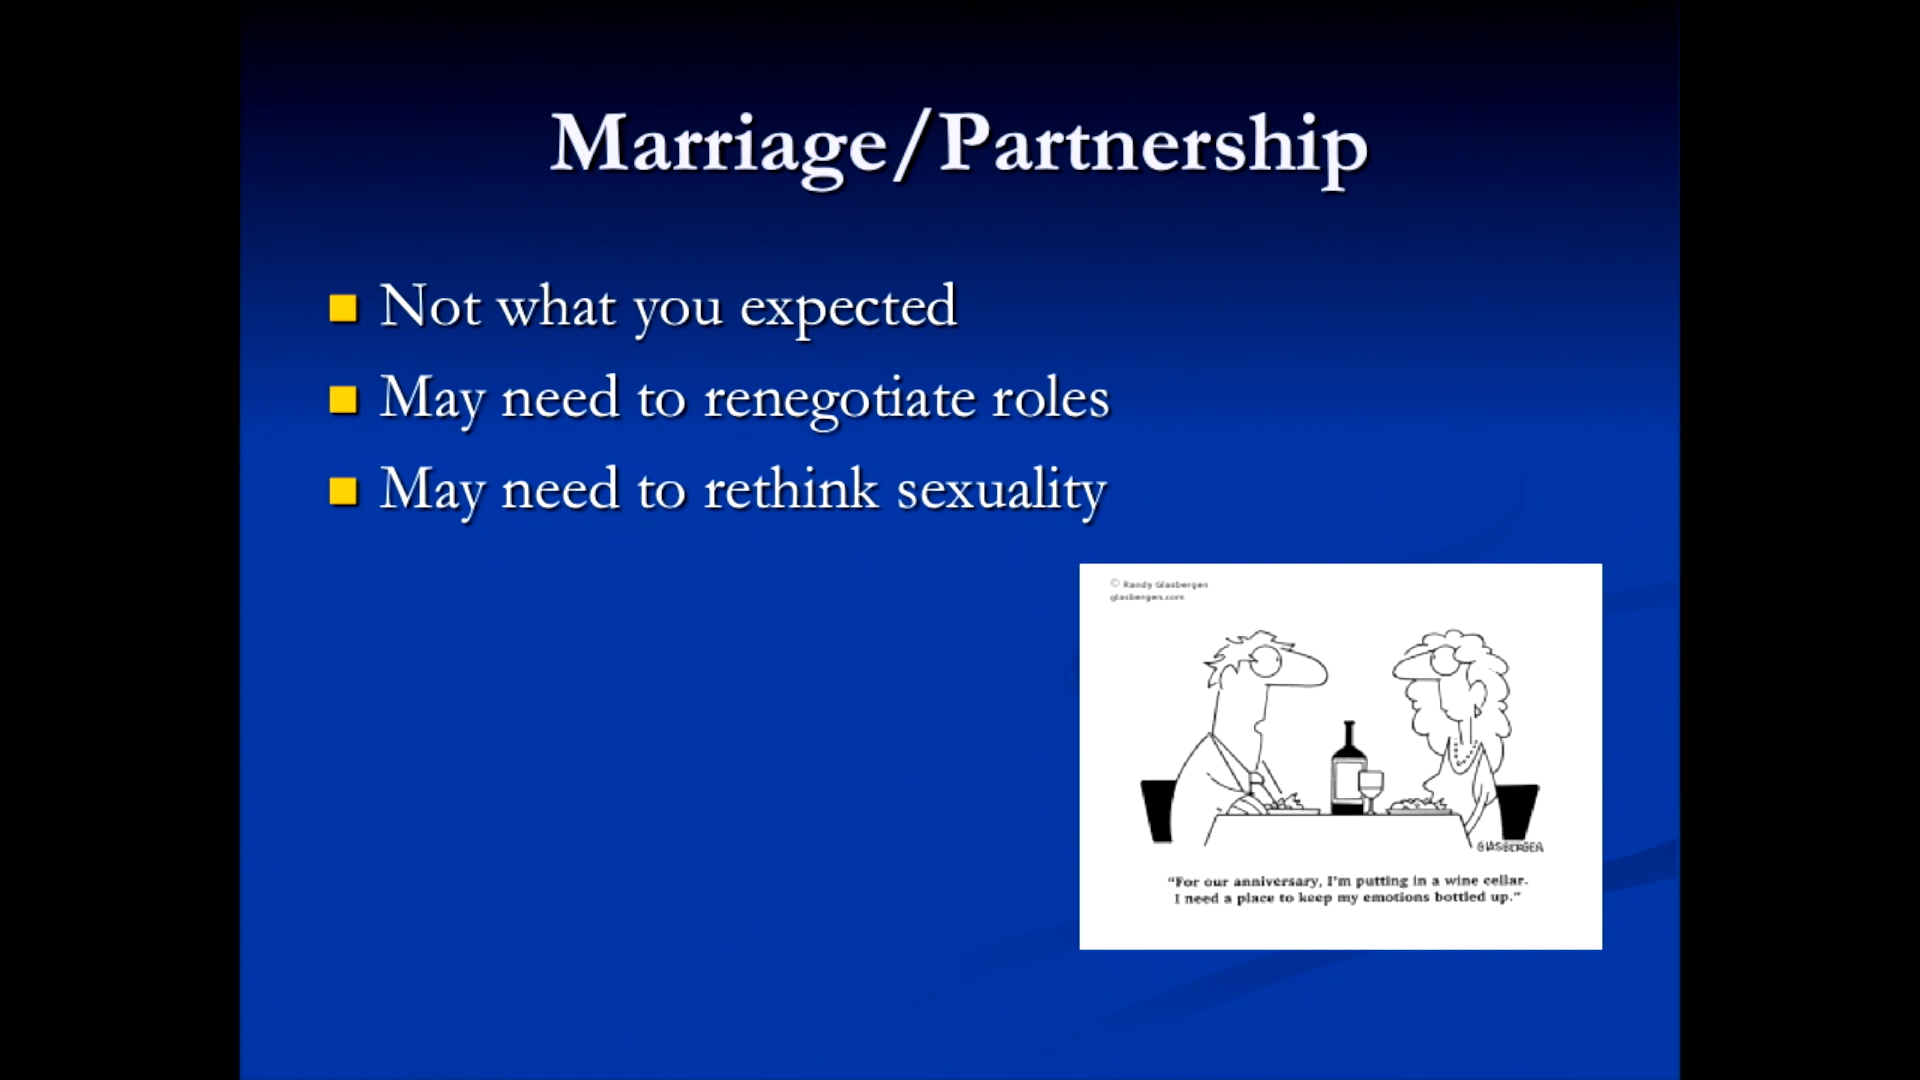 Marriage/Partnership
Not what you expected
May need to renegotiate roles
May need to rethink sexuality
© Randy Glasbergen
glasbergen.com
GLASBERGEN
"For our anniversary, I'm putting in a wine cellar.
I need a place to keep my emotions bottled up."